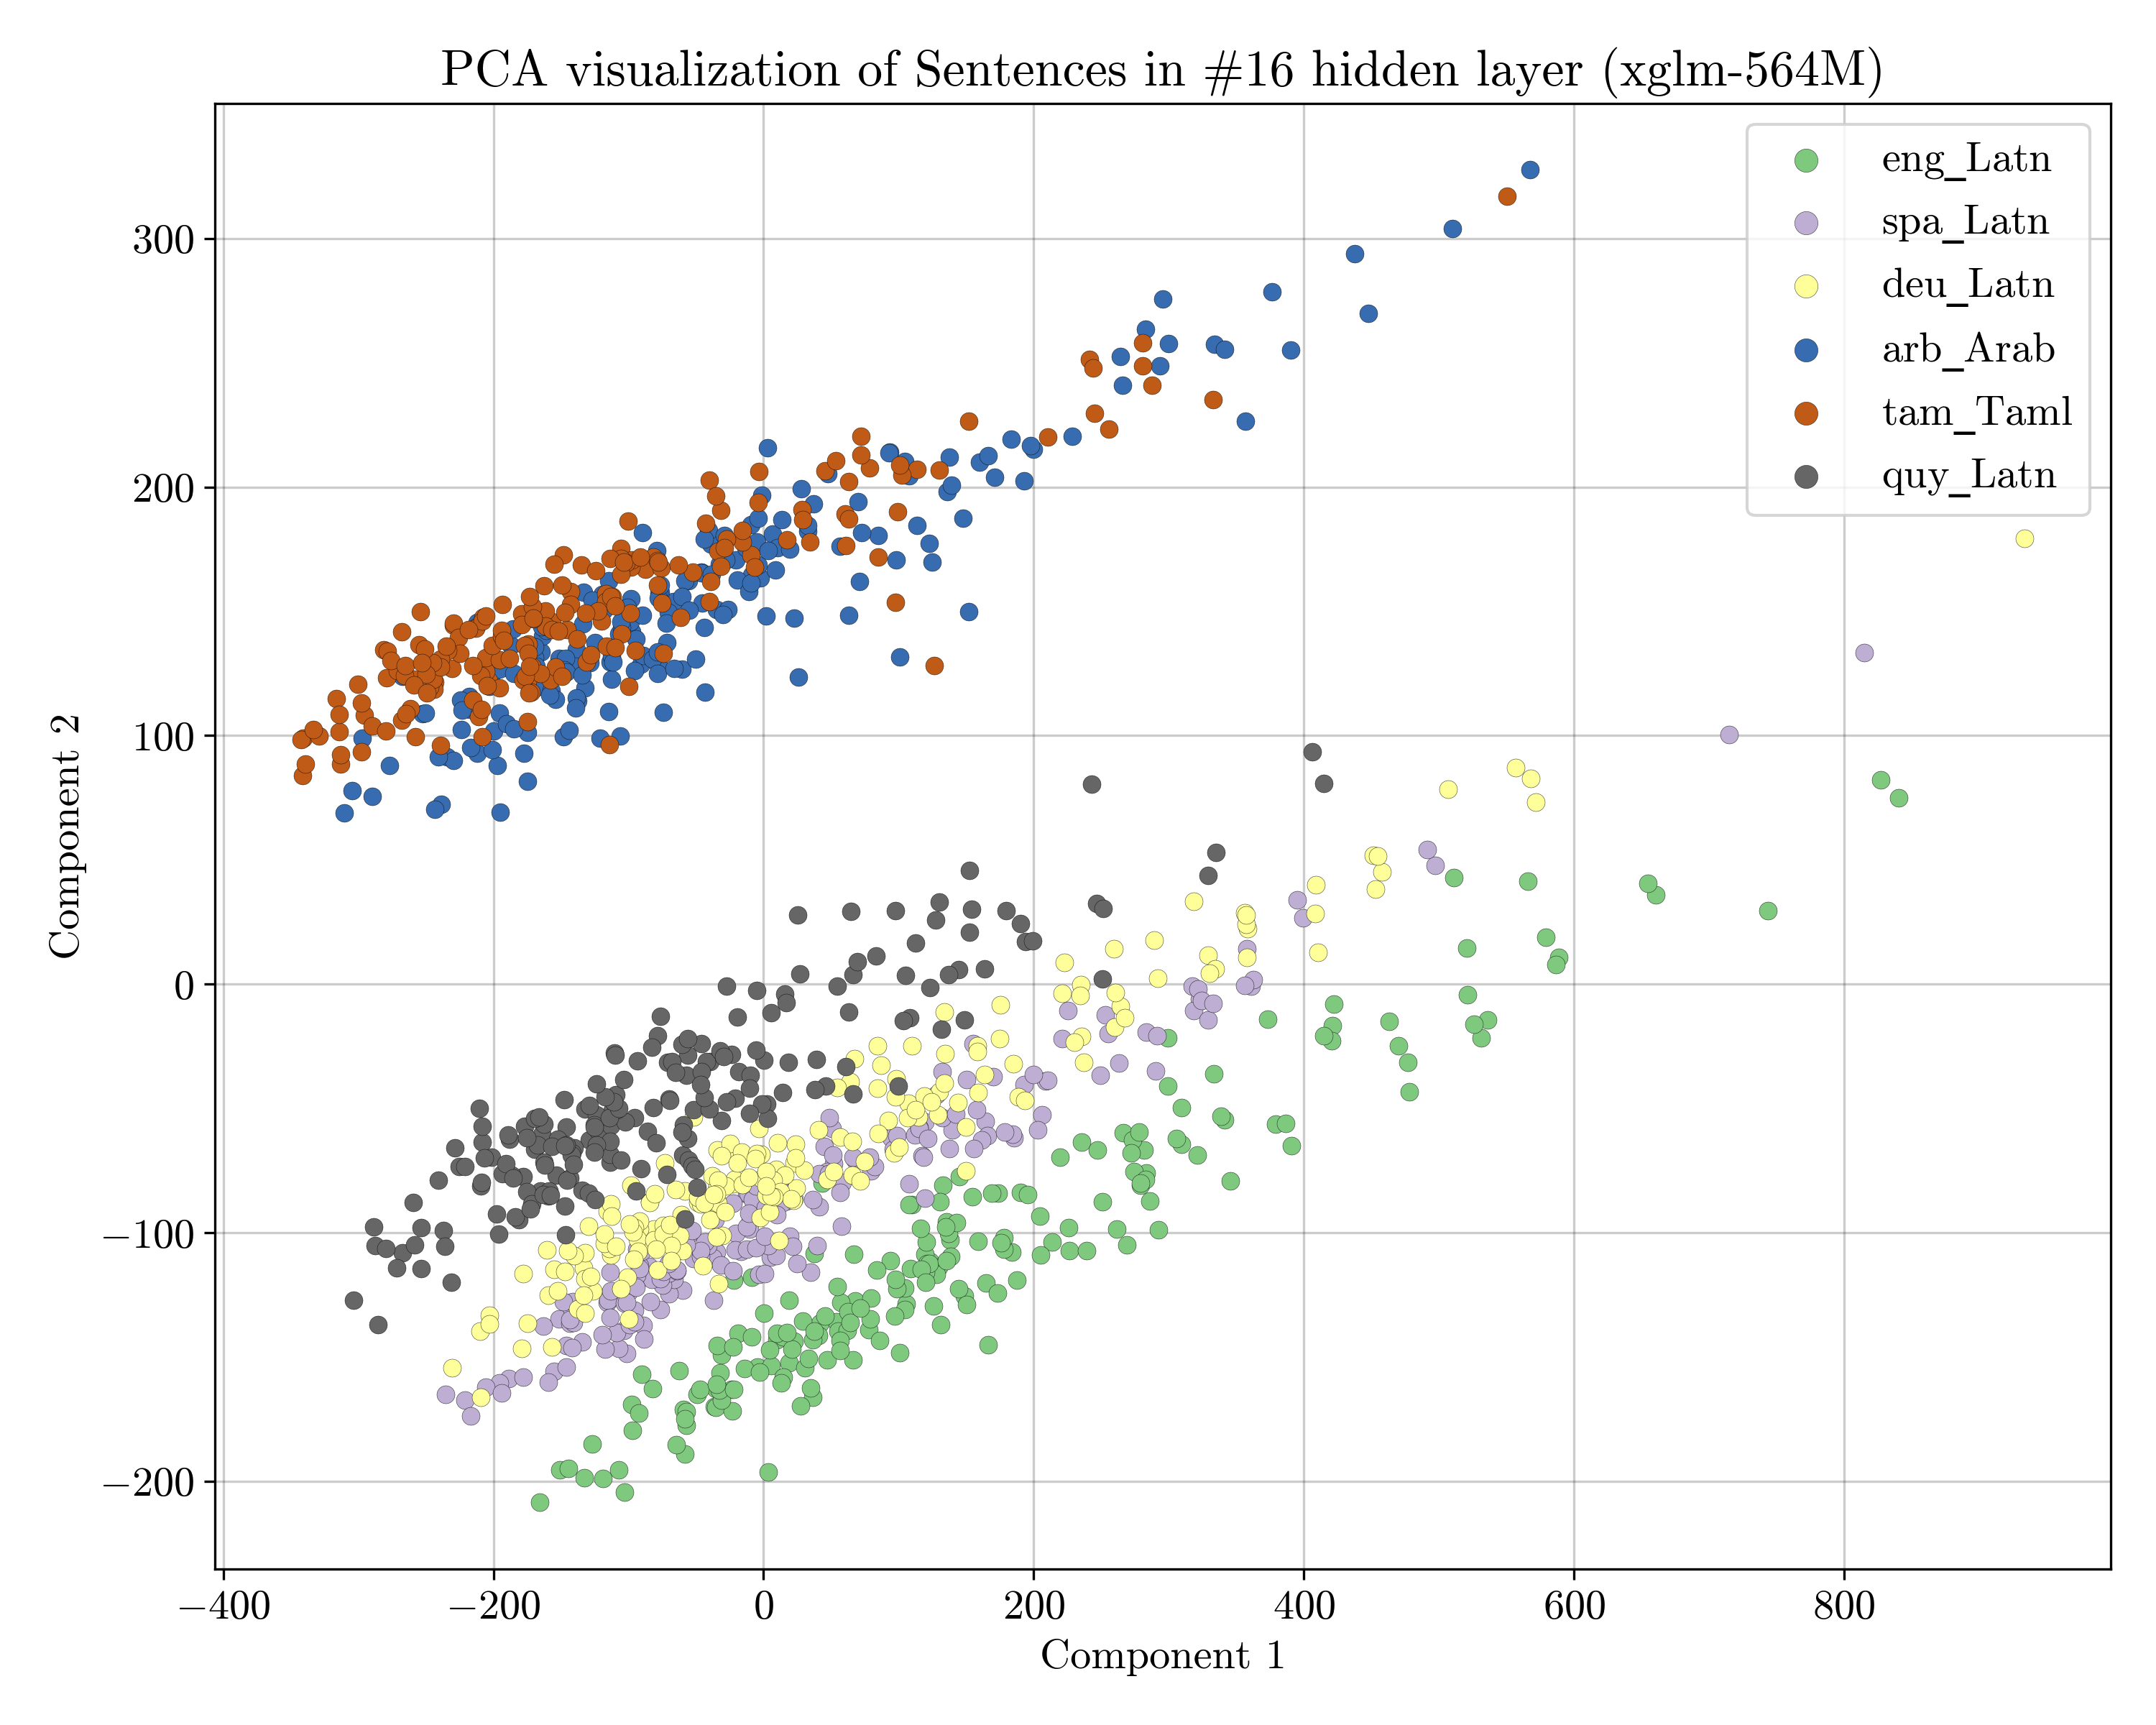 PCA visualization of Sentences in #16 hidden layer (xglm-564M)
eng_Latn
spa_Latn
deu_Latn
arb_Arab
tam_Taml
quy_Latn
300
200
100
0
−100
−200
Component 2
−400
−200
0
200
400
600
800
Component 1